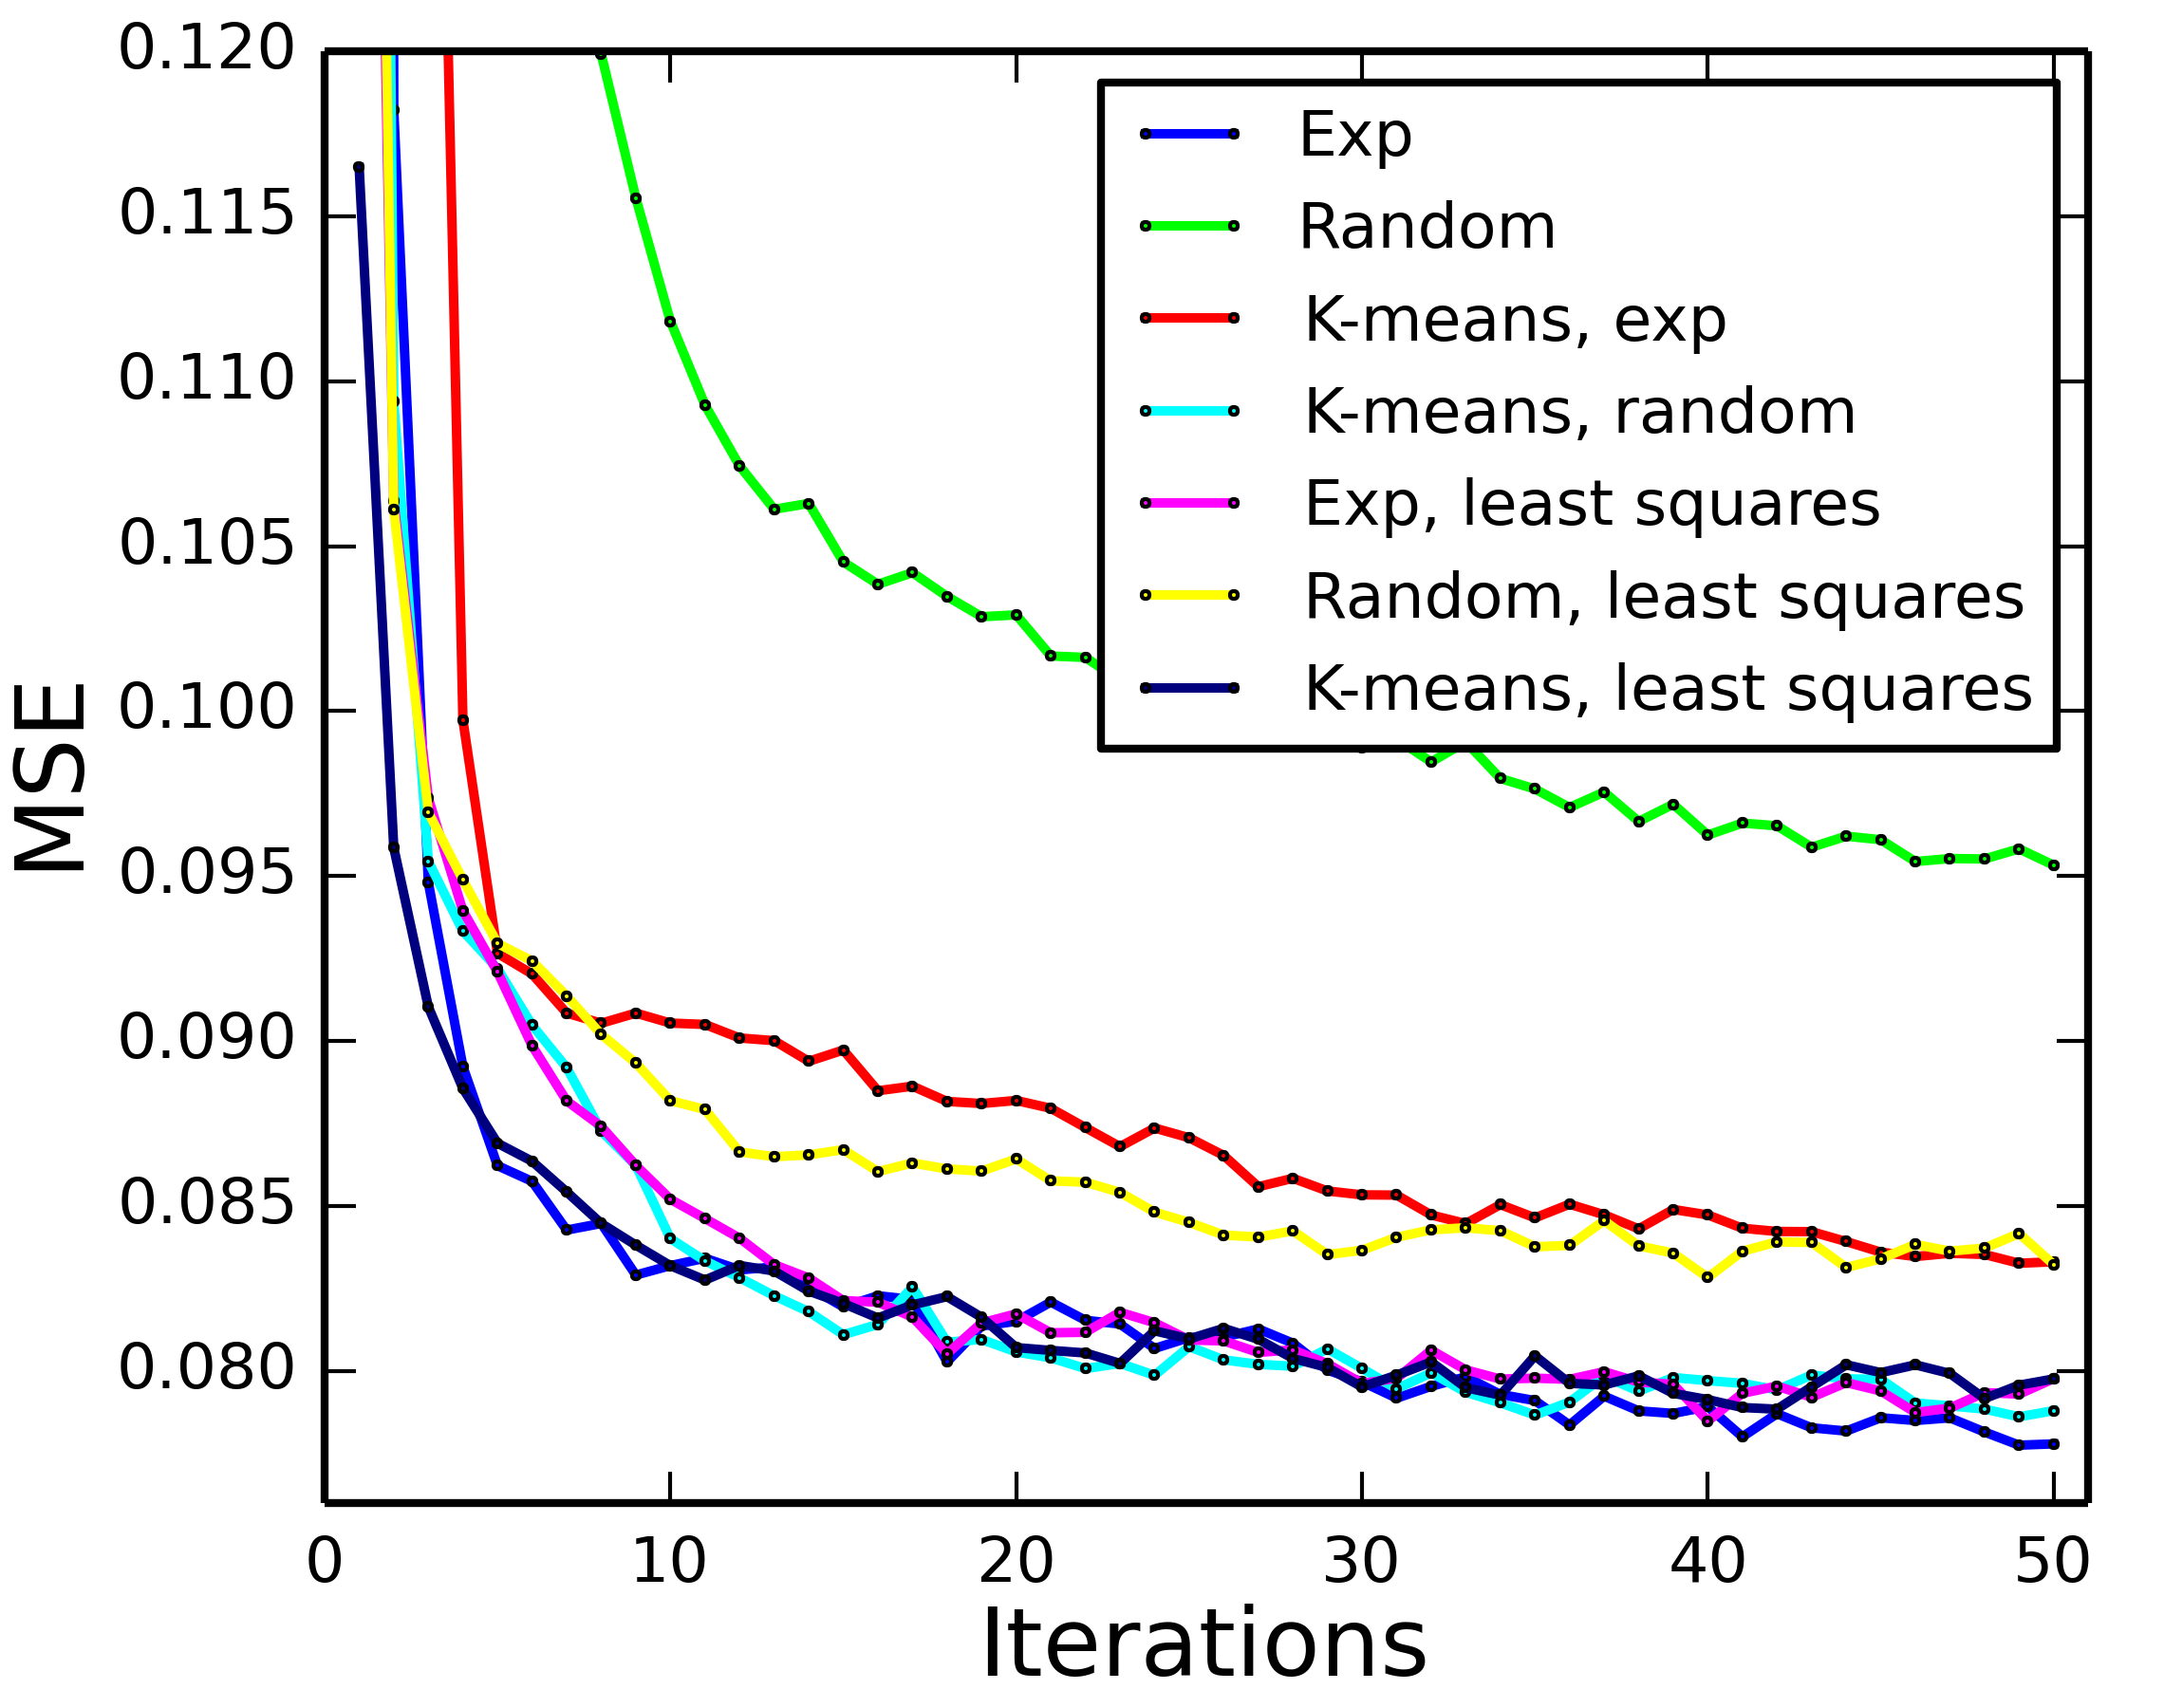 0.120
0.115
0.110
0.105
0.100
0.095
0.090
0.085
0.080
MSE
Exp
Random
K-means, exp
K-means, random
Exp, least squares
Random, least squares
K-means, least squares
0 10 20 30 40 50
Iterations